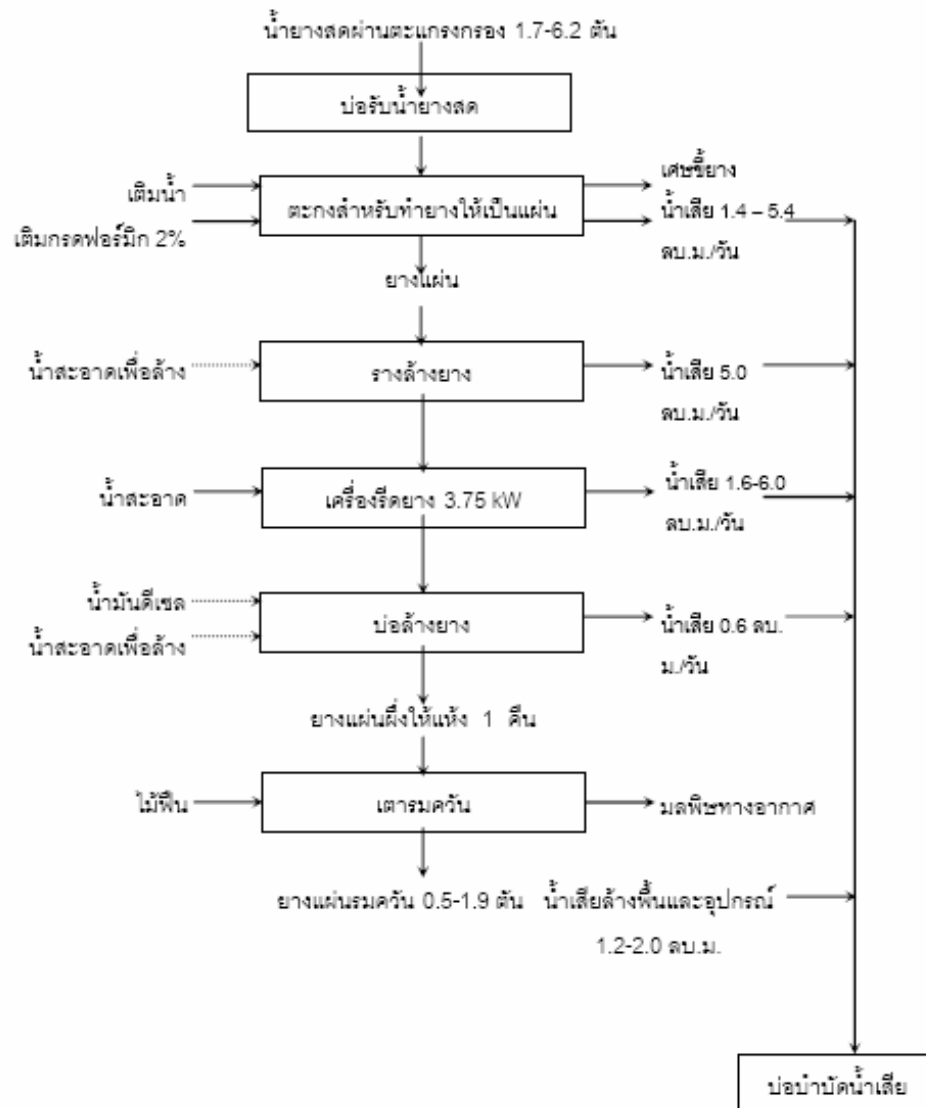 น้ำยางสดผ่านตะแกรงกรอง 1.7-6.2 ตัน
บ่อรับน้ำยางสด
เติมน้ำ
เติมกรดฟอร์มิก 2%
ตะกงสำหรับทำยางให้เป็นแผ่น
เศษขี้ยาง
น้ำเสีย 1.4 – 5.4
ลบ.ม./วัน
ยางแผ่น
น้ำสะอาดเพื่อล้าง
รางล้างยาง
น้ำเสีย 5.0
ลบ.ม./วัน
น้ำสะอาด
เครื่องรีดยาง 3.75 kW
น้ำเสีย 1.6-6.0
ลบ.ม./วัน
น้ำมันดีเซล
น้ำสะอาดเพื่อล้าง
บ่อล้างยาง
น้ำเสีย 0.6 ลบ.
ม./วัน
ยางแผ่นผึ่งให้แห้ง 1 คืน
ไม้ฟืน
เตารมควัน
มลพิษทางอากาศ
ยางแผ่นรมควัน 0.5-1.9 ตัน
น้ำเสียล้างพื้นและอุปกรณ์
1.2-2.0 ลบ.ม.
บ่อบำบัดน้ำเสีย